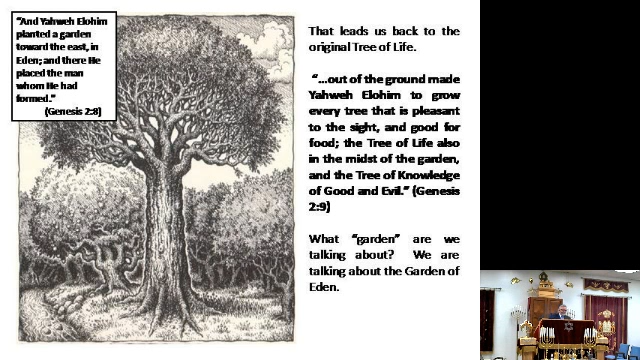 “And Yahweh Elohim
planted a garden
toward the east, in
Eden; and there He
placed the man
whom He had
formed.”
(Genesis 2:8)
That leads us back to the
original Tree of Life.
“...out of the ground made
Yahweh Elohim to grow
every tree that is pleasant
to the sight, and good for
food; the Tree of Life also
in the midst of the garden,
and the Tree of Knowledge
of Good and Evil.” (Genesis
2:9)
What “garden” are we
talking about? We are
talking about the Garden of
Eden.